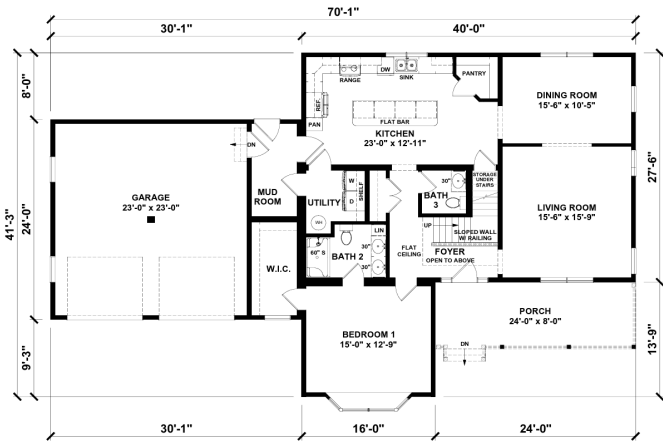 70'-1"
30'-1"
40'-0"
8'-0"
24'-0"
41'-3"
9'-3"
27'-6"
13'-9"
DW
SINK
RANGE
PANTRY
REF.
PAN
FLAT BAR
KITCHEN
23'-0" x 12'-11"
DINING ROOM
15'-6" x 10'-5"
DN
GARAGE
23'-0" x 23'-0"
MUD
ROOM
UTILITY
W
D
SHELF
WH
30"
BATH
3
STORAGE
UNDER
STAIRS
LIVING ROOM
15'-6" x 15'-9"
UP
SLOPED WALL
W/ RAILING
LIN
60" S
BATH 2
30"
30"
FLAT
CEILING
FOYER
OPEN TO ABOVE
W.I.C.
PORCH
24'-0" x 8'-0"
BEDROOM 1
15'-0" x 12'-9"
DN
30'-1"
16'-0"
24'-0"